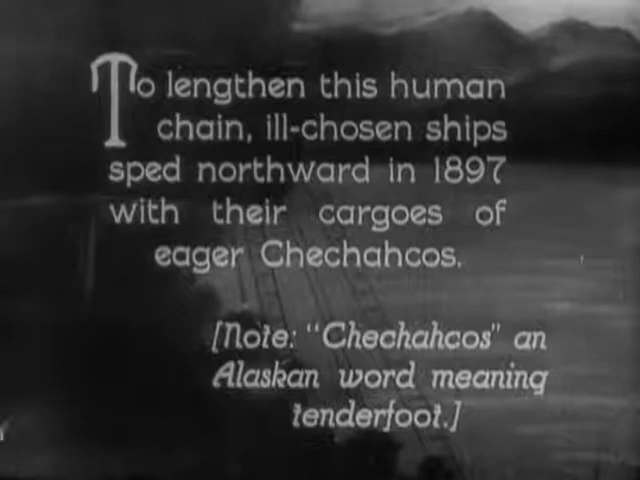 To lengthen this human
chain, ill-chosen ships
sped northward in 1897
with their cargoes of
eager Chechahcos.
[Note: "Chechahcos" an
Alaskan word meaning
tenderfoot.]